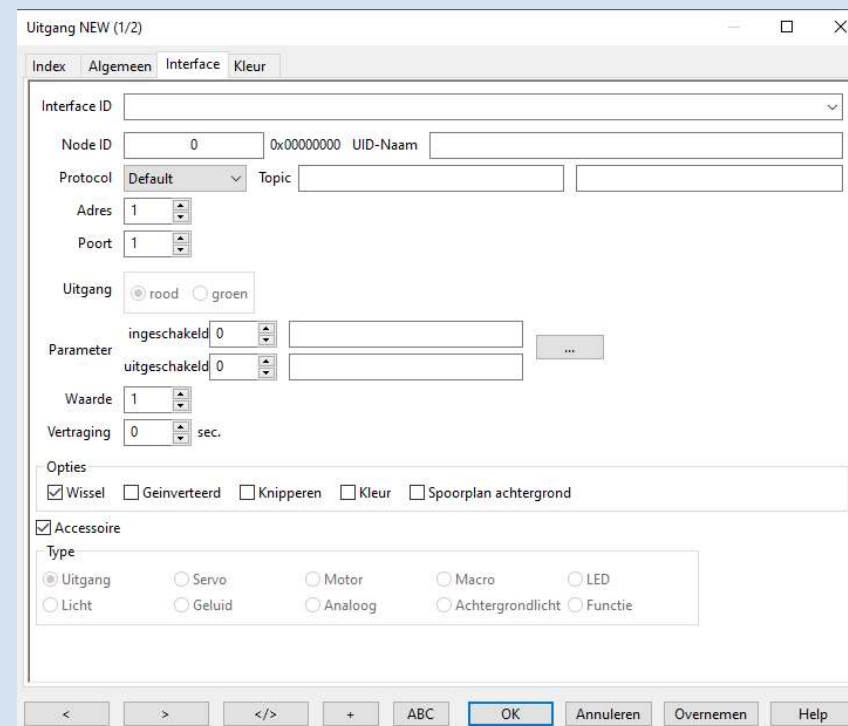 Uitgang NEW (1/2)
Index Algemeen Interface Kleur
Interface ID
Node ID 0 0x00000000 UID-Naam
Protocol Default Topic
Adres 1
Poort 1
Uitgang rood groen
ingeschakeld 0
Parameter ...
uitgeschakeld 0
Waarde 1
Vertraging 0 sec.
Opties
Wissel Geinverteerd Knipperen Kleur Spoorplan achtergrond
Accessoire
Type
Uitgang Servo Motor Macro LED
Licht Geluid Analoog Achtergrondlicht Functie
< > </> + ABC OK Annuleren Overnemen Help